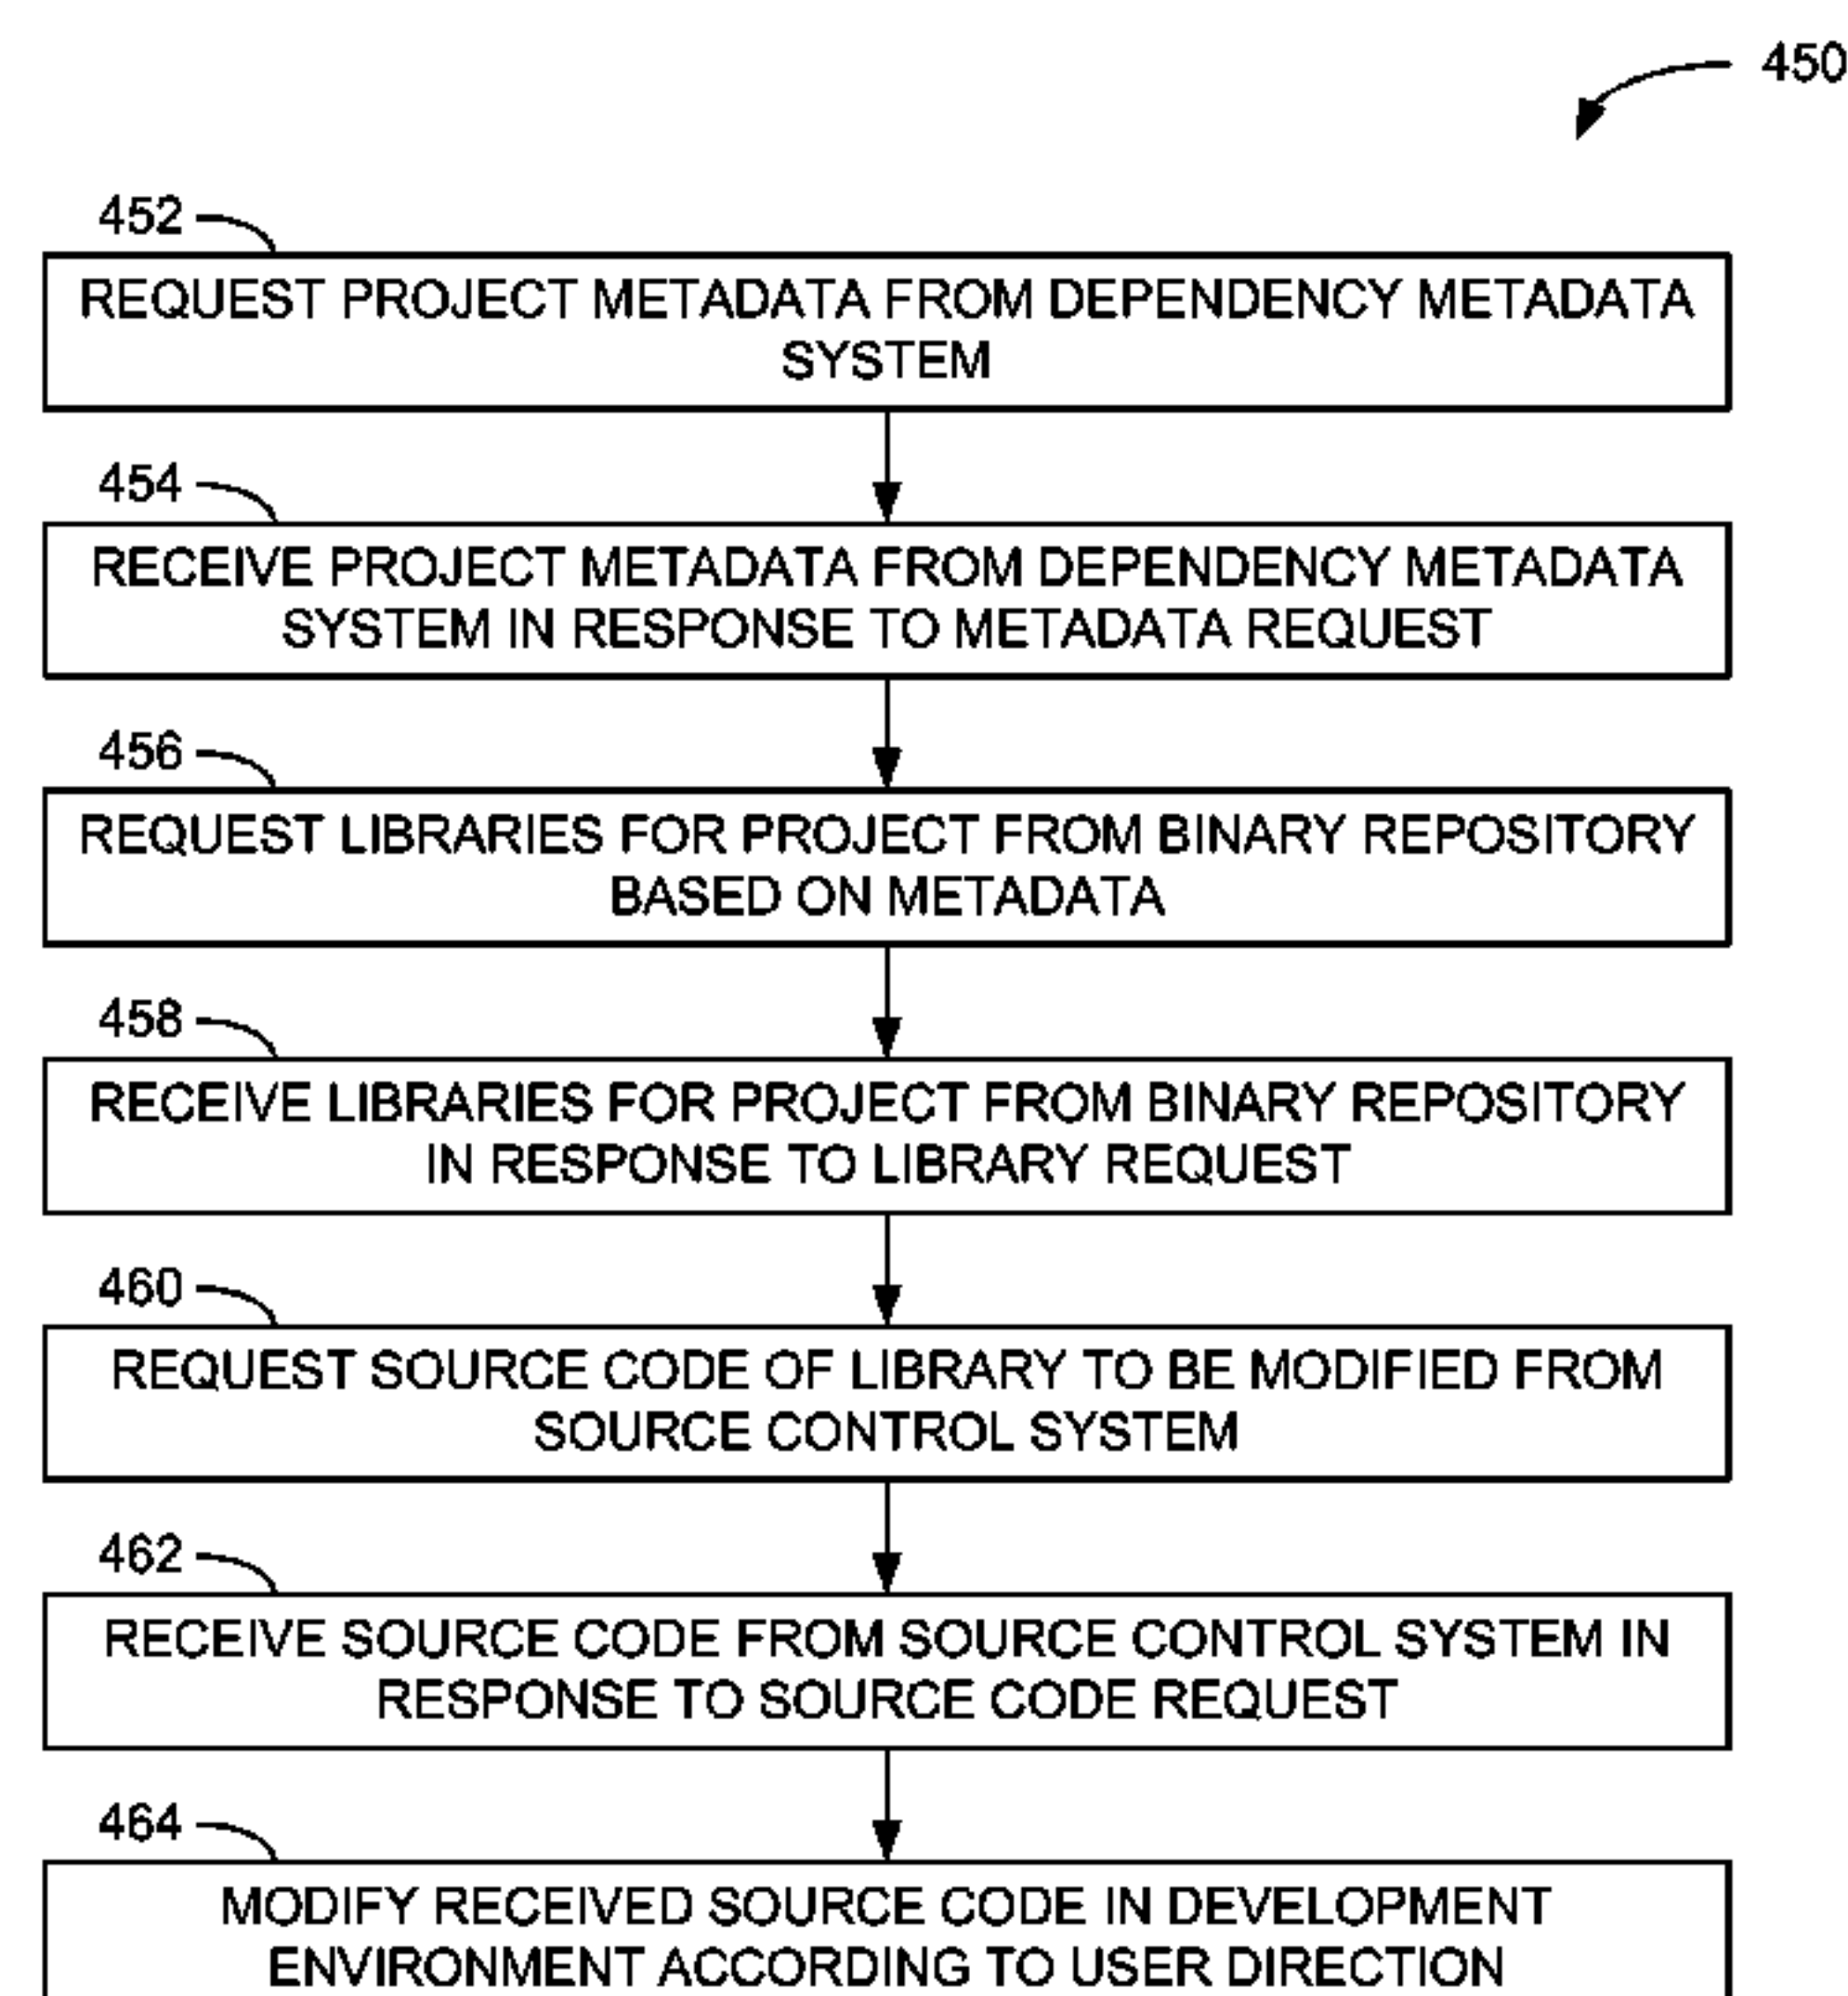 450
452
REQUEST PROJECT METADATA FROM DEPENDENCY METADATA
SYSTEM
454
RECEIVE PROJECT METADATA FROM DEPENDENCY METADATA
SYSTEM IN RESPONSE TO METADATA REQUEST
456
REQUEST LIBRARIES FOR PROJECT FROM BINARY REPOSITORY
BASED ON METADATA
458
RECEIVE LIBRARIES FOR PROJECT FROM BINARY REPOSITORY
IN RESPONSE TO LIBRARY REQUEST
460
REQUEST SOURCE CODE OF LIBRARY TO BE MODIFIED FROM
SOURCE CONTROL SYSTEM
462
RECEIVE SOURCE CODE FROM SOURCE CONTROL SYSTEM IN
RESPONSE TO SOURCE CODE REQUEST
464
MODIFY RECEIVED SOURCE CODE IN DEVELOPMENT
ENVIRONMENT ACCORDING TO USER DIRECTION